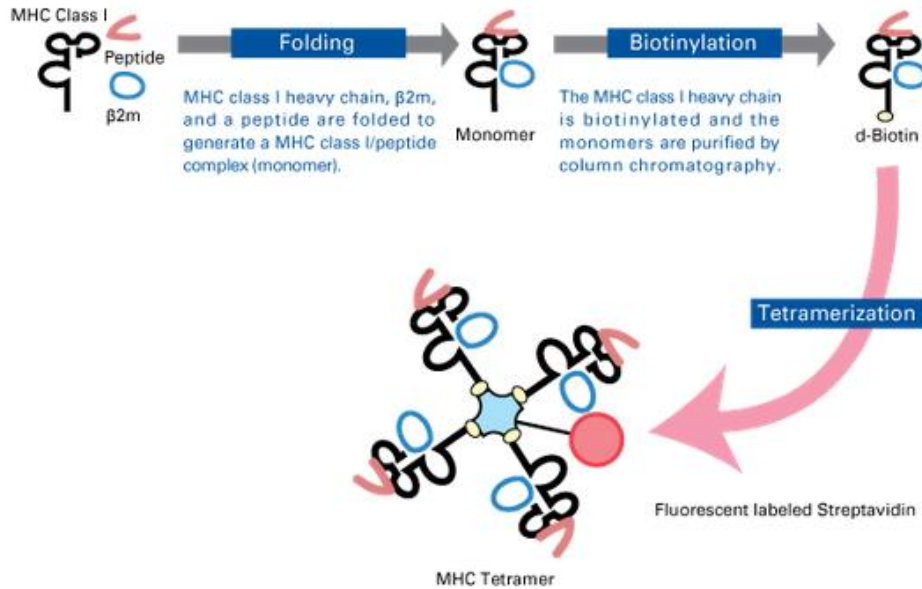 MHC Class I
Peptide
β2m
Folding
MHC class I heavy chain, β2m,
and a peptide are folded to
generate a MHC class I/peptide
complex (monomer).
Monomer
Biotinylation
The MHC class I heavy chain
is biotinylated and the
monomers are purified by
column chromatography.
d-Biotin
Tetramerization
Fluorescent labeled Streptavidin
MHC Tetramer